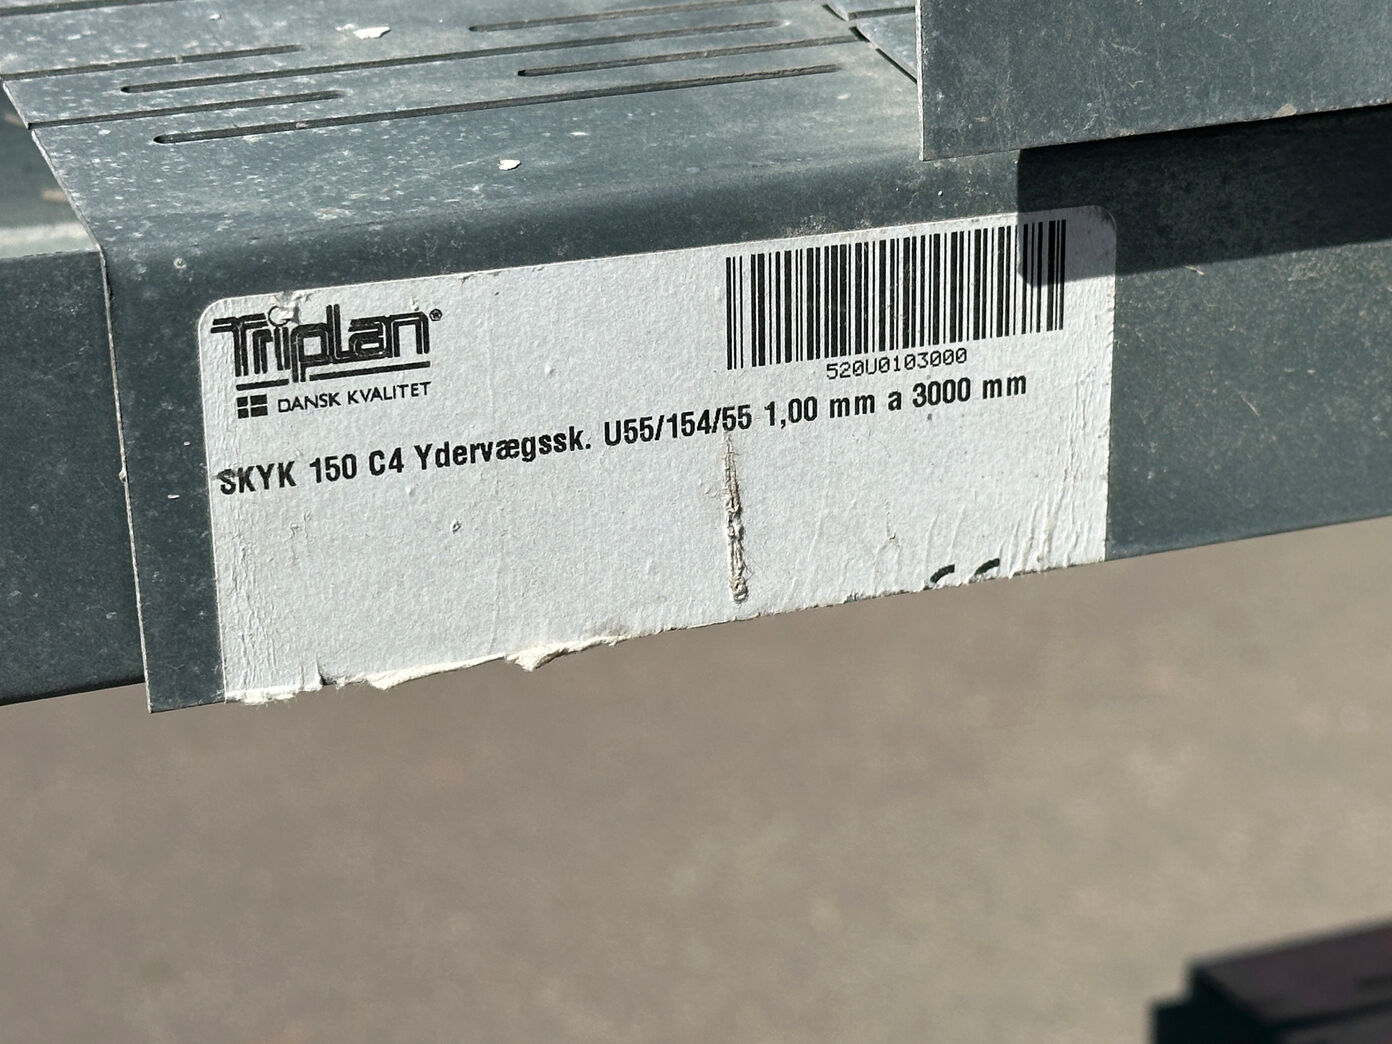 Triplan®
DANSK KVALITET
520U0103000
SKYK 150 C4 Ydervægssk. U55/154/55 1,00 mm a 3000 mm